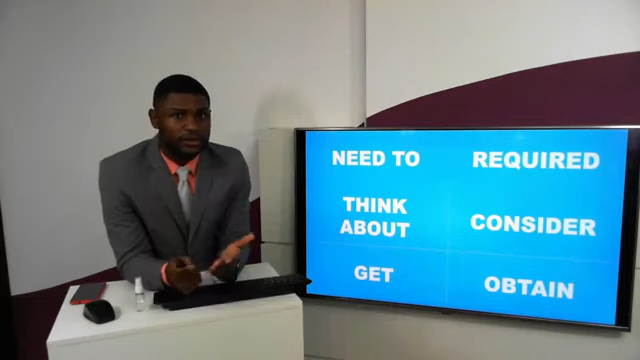 NEED TO REQUIRED
THINK
ABOUT CONSIDER
GET OBTAIN